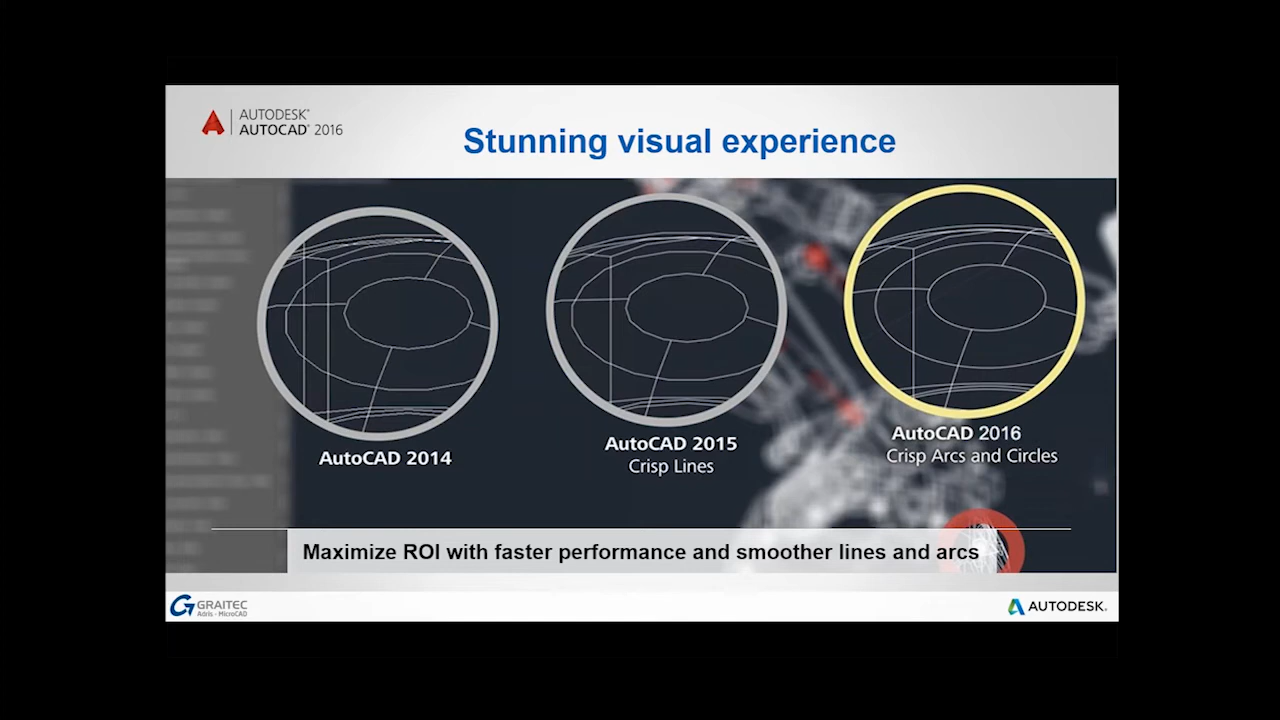 AUTODESK®
AUTOCAD® 2016
Stunning visual experience
AutoCAD 2014
AutoCAD 2015
Crisp Lines
AutoCAD 2016
Crisp Arcs and Circles
Maximize ROI with faster performance and smoother lines and arcs
GRAITEC
Adris - MicroCAD
AUTODESK®